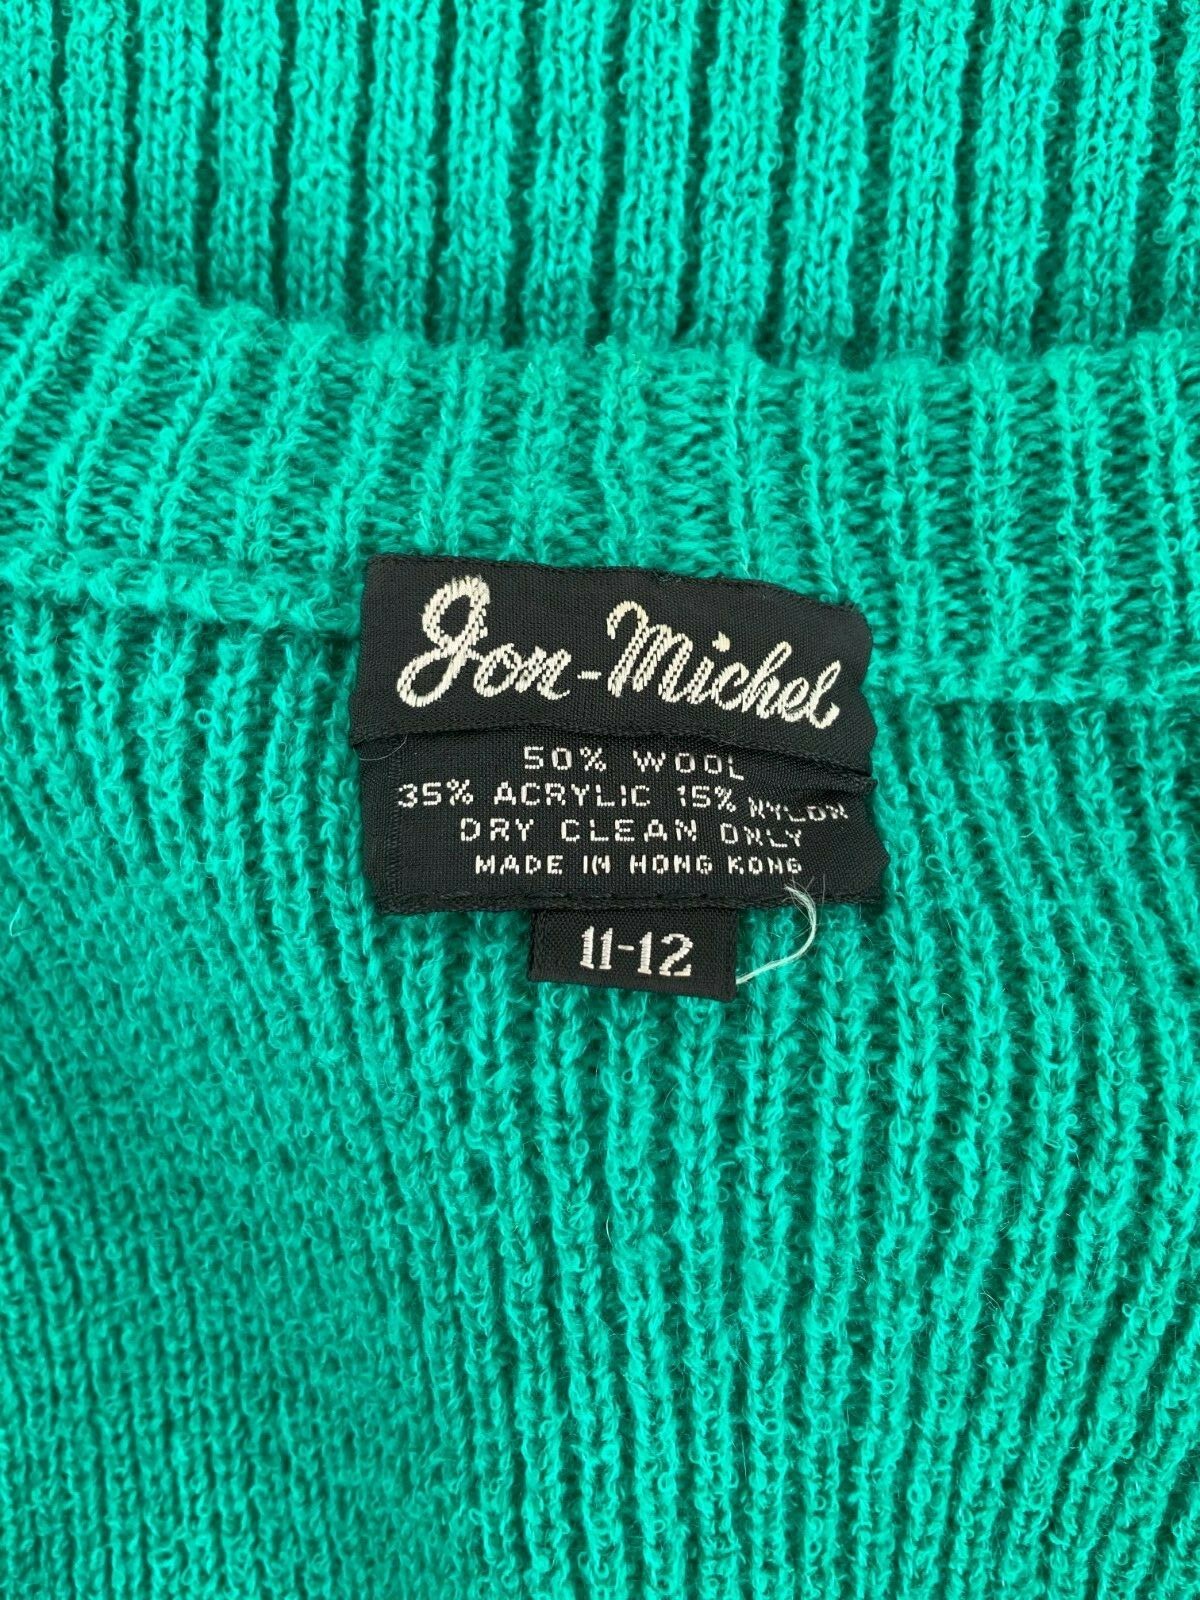 Jon-Michel
50% WOOL
35% ACRYLIC 15% NYLON
DRY CLEAN ONLY
MADE IN HONG KONG
11-12